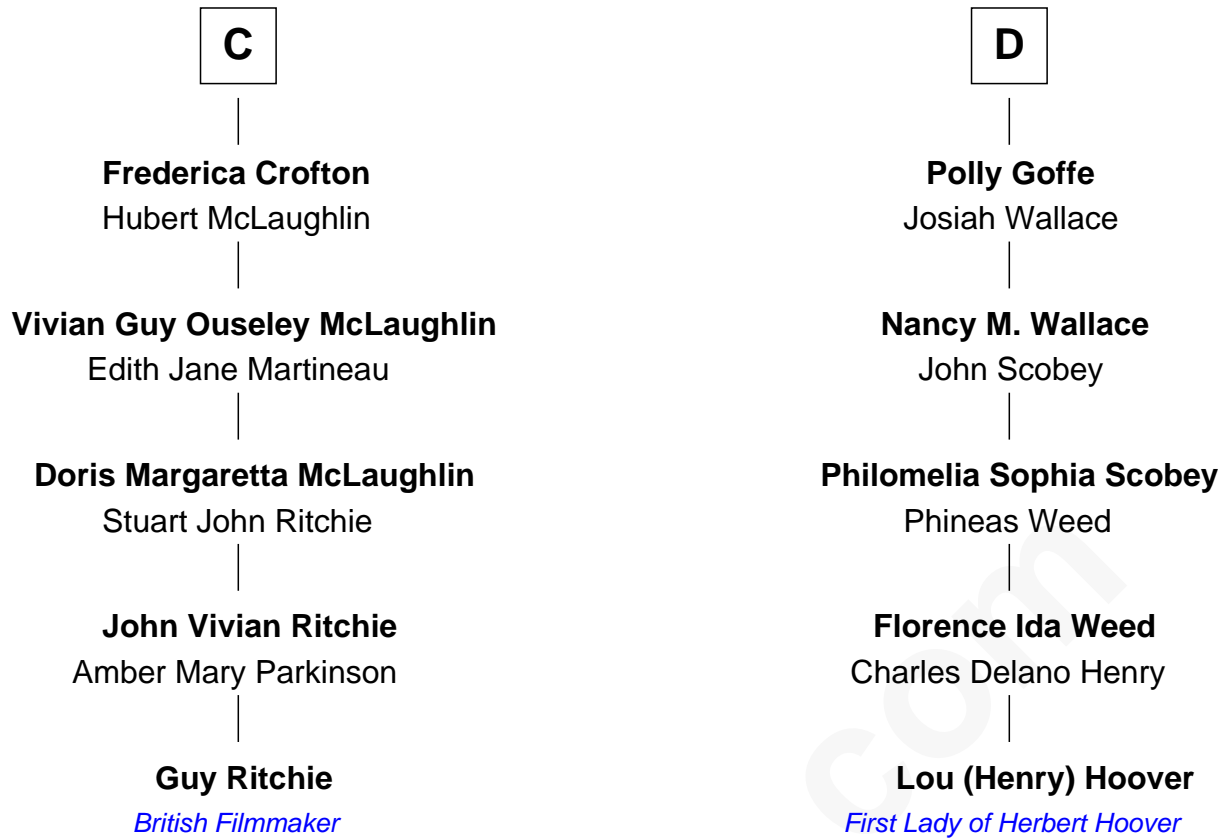 C
Frederica Crofton
Hubert McLaughlin
Vivian Guy Ouseley McLaughlin
Edith Jane Martineau
Doris Margaretta McLaughlin
Stuart John Ritchie
John Vivian Ritchie
Amber Mary Parkinson
Guy Ritchie
British Filmmaker
D
Polly Goffe
Josiah Wallace
Nancy M. Wallace
John Scobey
Philomelia Sophia Scobey
Phineas Weed
Florence Ida Weed
Charles Delano Henry
Lou (Henry) Hoover
First Lady of Herbert Hoover
com